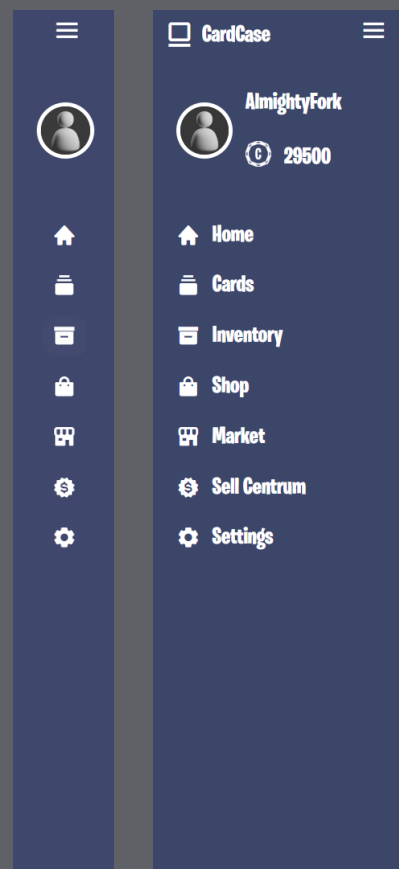 CardCase
AlmightyFork
C 29500
Home
Cards
Inventory
Shop
Market
$ Sell Centrum
Settings